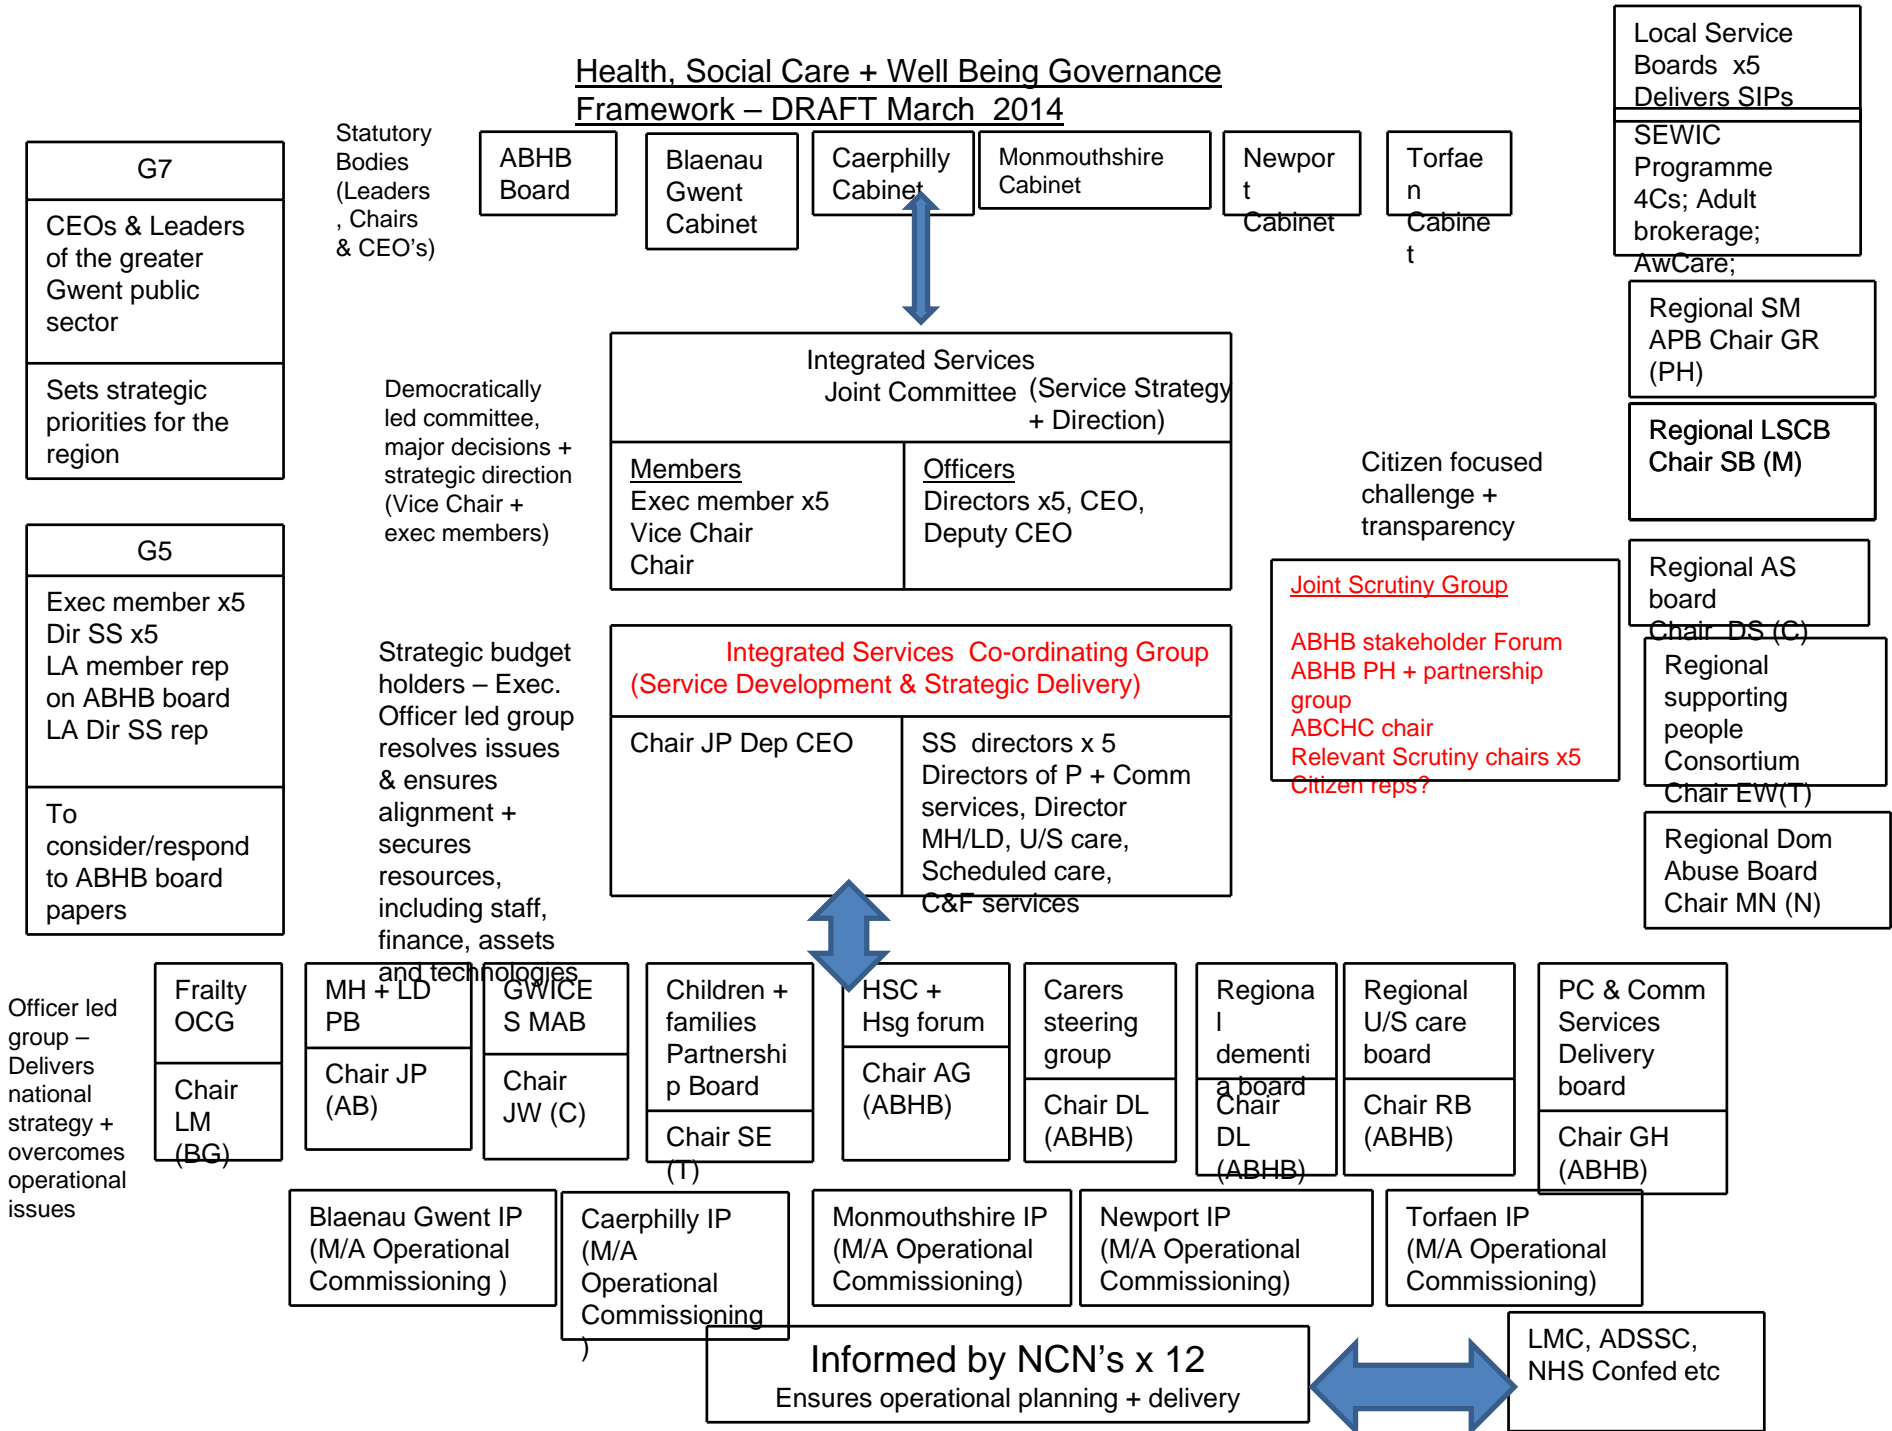 Health, Social Care + Well Being Governance
Framework – DRAFT March  2014
Local Service
Boards  x5
Delivers SIPs
SEWIC
Programme
4Cs; Adult
brokerage;
AwCare;
G7
CEOs & Leaders
of the greater
Gwent public
sector
Sets strategic
priorities for the
region
Statutory
Bodies
(Leaders
, Chairs
& CEO's)
ABHB
Board
Blaenau
Gwent
Cabinet
Caerphilly
Cabinet
Monmouthshire
Cabinet
Newpor
t
Cabinet
Torfae
n
Cabine
t
Regional SM
APB Chair GR
(PH)
Regional LSCB
Chair SB (M)
Regional AS
board
Chair  DS (C)
Regional
supporting
people
Consortium
Chair EW(T)
Regional Dom
Abuse Board
Chair MN (N)
Democratically
led committee,
major decisions +
strategic direction
(Vice Chair +
exec members)
Integrated Services
Joint Committee
(Service Strategy
+ Direction)
Members
Exec member x5
Vice Chair
Chair
Officers
Directors x5, CEO,
Deputy CEO
Citizen focused
challenge +
transparency
Joint Scrutiny Group
ABHB stakeholder Forum
ABHB PH + partnership
group
ABCHC chair
Relevant Scrutiny chairs x5
Citizen reps?
G5
Exec member x5
Dir SS x5
LA member rep
on ABHB board
LA Dir SS rep
To
consider/respond
to ABHB board
papers
Strategic budget
holders – Exec.
Officer led group
resolves issues
& ensures
alignment +
secures
resources,
including staff,
finance, assets
and technologies
Integrated Services  Co-ordinating Group
(Service Development & Strategic Delivery)
Chair JP Dep CEO
SS  directors x 5
Directors of P + Comm
services, Director
MH/LD, U/S care,
Scheduled care,
C&F services
Officer led
group –
Delivers
national
strategy +
overcomes
operational
issues
Frailty
OCG
Chair
LM
(BG)
MH + LD
PB
Chair JP
(AB)
GWICE
S MAB
Chair
JW (C)
Children +
families
Partnershi
p Board
Chair SE
(T)
HSC +
Hsg forum
Chair AG
(ABHB)
Carers
steering
group
Chair DL
(ABHB)
Regiona
l
dementi
a board
Chair
DL
(ABHB)
Regional
U/S care
board
Chair RB
(ABHB)
PC & Comm
Services
Delivery
board
Chair GH
(ABHB)
Blaenau Gwent IP
(M/A Operational
Commissioning )
Caerphilly IP
(M/A
Operational
Commissioning
)
Monmouthshire IP
(M/A Operational
Commissioning)
Newport IP
(M/A Operational
Commissioning)
Torfaen IP
(M/A Operational
Commissioning)
Informed by NCN's x 12
Ensures operational planning + delivery
LMC, ADSSC,
NHS Confed etc